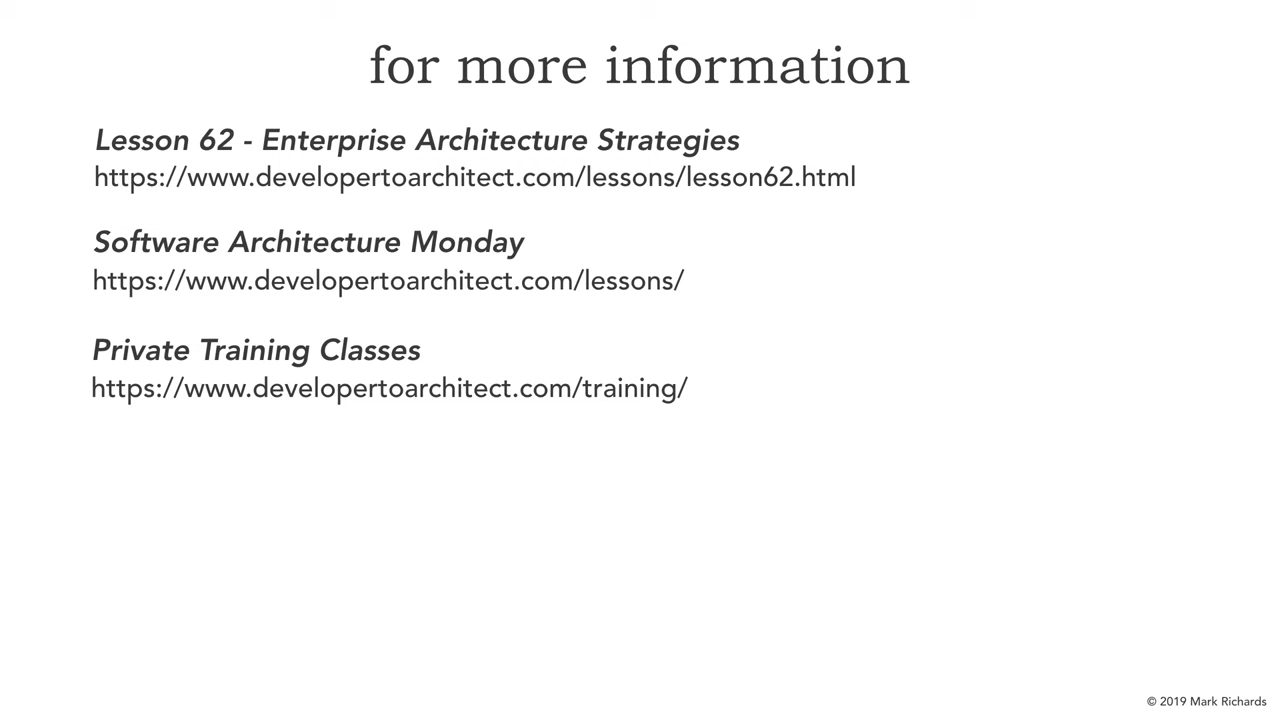 for more information
Lesson 62 - Enterprise Architecture Strategies
https://www.developertoarchitect.com/lessons/lesson62.html
Software Architecture Monday
https://www.developertoarchitect.com/lessons/
Private Training Classes
https://www.developertoarchitect.com/training/
© 2019 Mark Richards